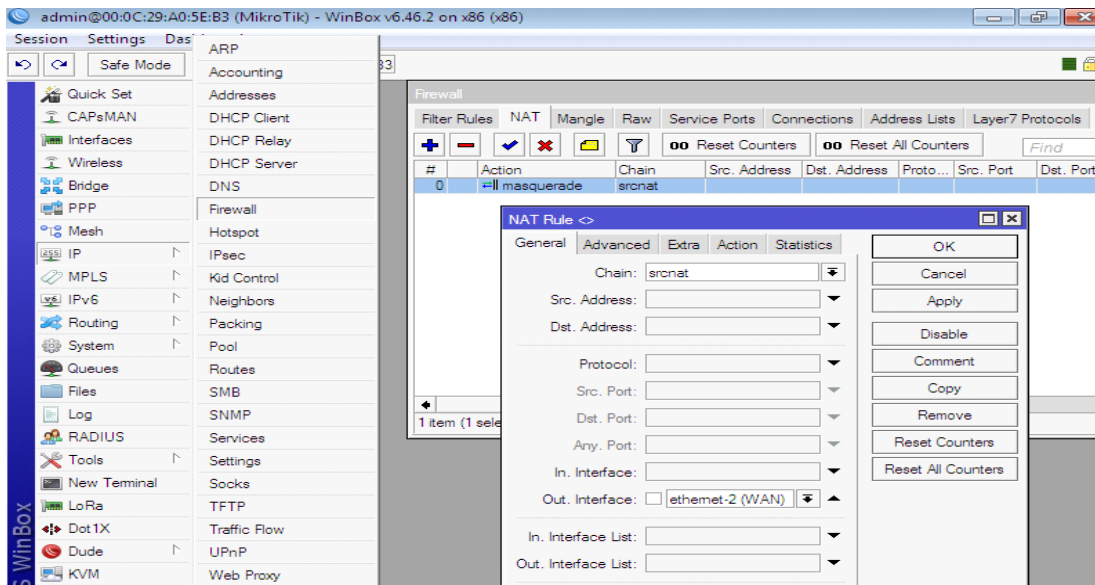 admin@00:0C:29:A0:5E:B3 (MikroTik) - WinBox v6.46.2 on x86 (x86)
Session Settings
Safe Mode
Quick Set
CAPsMAN
Interfaces
Wireless
Bridge
PPP
Mesh
IP
MPLS
IPv6
Routing
System
Queues
Files
Log
RADIUS
Tools
New Terminal
LoRa
Dot1X
Dude
KVM
WinBox
ARP
Accounting
Addresses
DHCP Client
DHCP Relay
DHCP Server
DNS
Firewall
Hotspot
IPsec
Kid Control
Neighbors
Packing
Pool
Routes
SMB
SNMP
Services
Settings
Socks
TFTP
Traffic Flow
UPnP
Web Proxy
Firewall
Filter Rules NAT Mangle Raw Service Ports Connections Address Lists Layer7 Protocols
00 Reset Counters 00 Reset All Counters Find
# Action Chain Src. Address Dst. Address Proto... Src. Port Dst. Port
0 masquerade srcnat
1 item (1 sele
NAT Rule <>
General Advanced Extra Action Statistics
Chain: srcnat
Src. Address:
Dst. Address:
Protocol:
Src. Port:
Dst. Port:
Any. Port:
In. Interface:
Out. Interface: ethernet-2 (WAN)
In. Interface List:
Out. Interface List:
OK
Cancel
Apply
Disable
Comment
Copy
Remove
Reset Counters
Reset All Counters